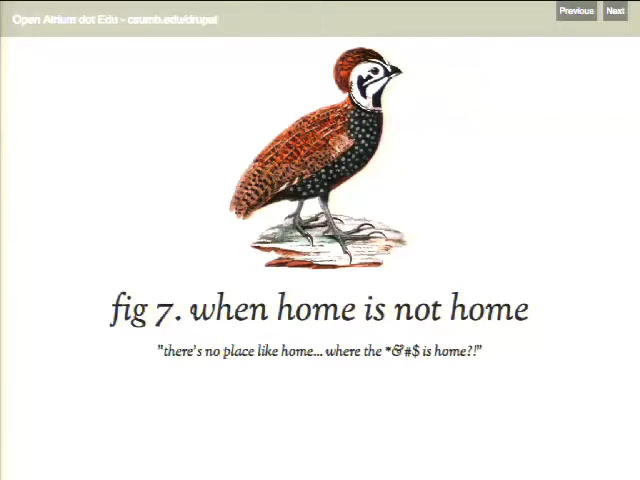 Open Atrium dot Edu - csumb.edu/drupal
Previous Next
fig 7. when home is not home
"there's no place like home... where the *&#$ is home?!"